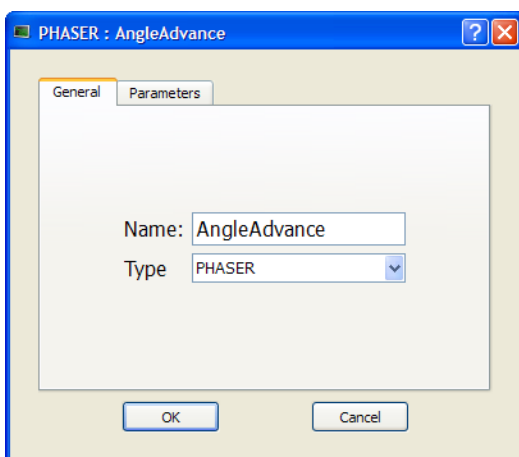 PHASER : AngleAdvance
General Parameters
Name: AngleAdvance
Type PHASER
OK Cancel